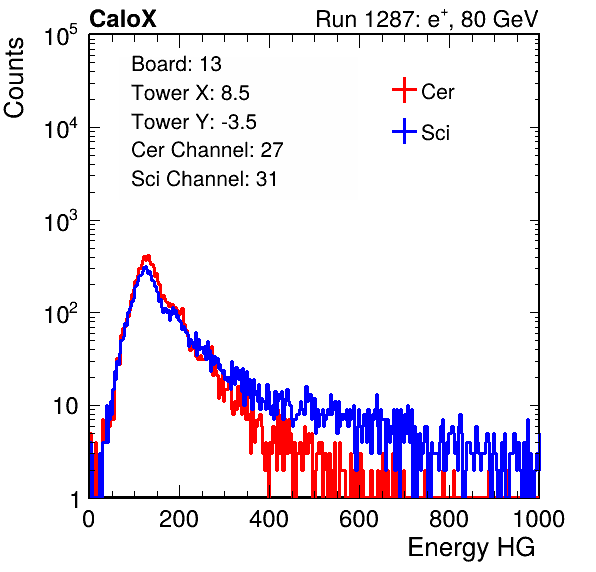 CaloX Run 1287: e⁺, 80 GeV
Board: 13
Tower X: 8.5
Tower Y: -3.5
Cer Channel: 27
Sci Channel: 31
Cer
Sci
Counts
10⁵
10⁴
10³
10²
10
1
0 200 400 600 800 1000
Energy HG